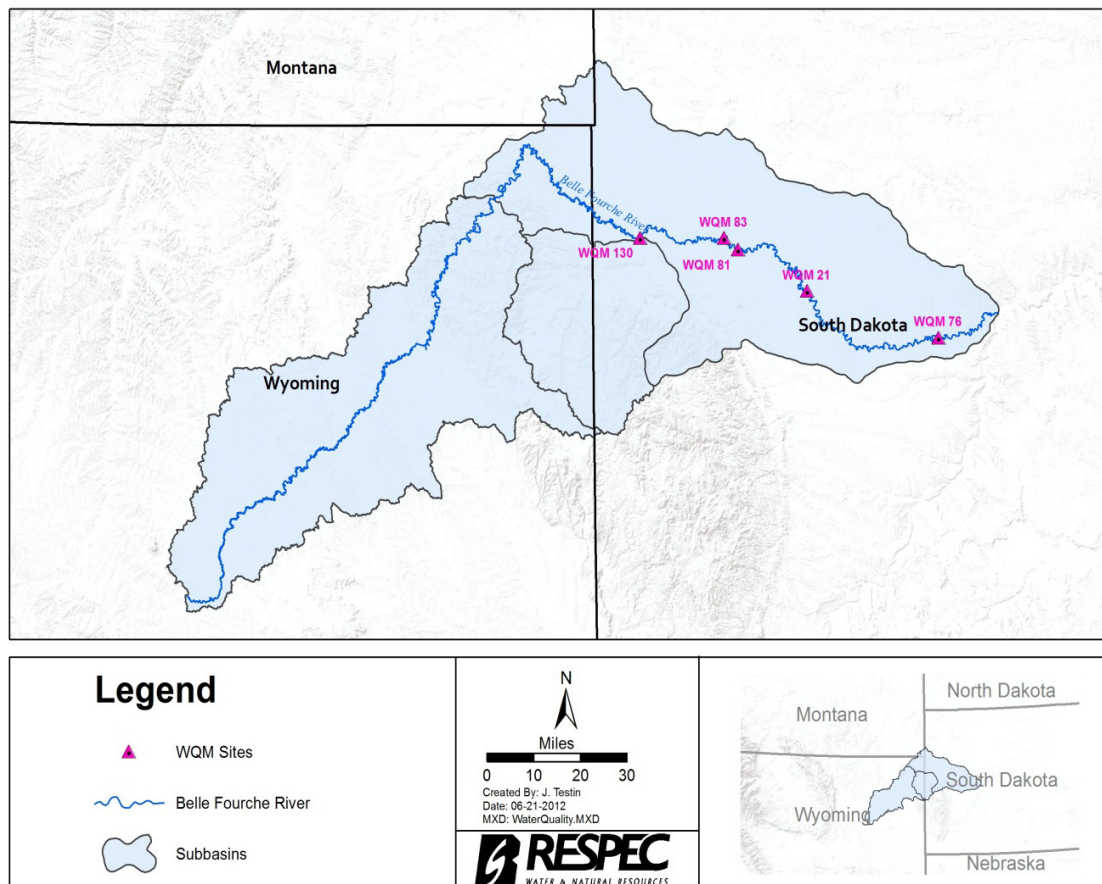 Montana
Belle Fourche River
WQM 83
WQM 130
WQM 81
WQM 21
South Dakota
WQM 76
Wyoming
Legend
WQM Sites
Belle Fourche River
Subbasins
N
Miles
0 10 20 30
Created By: J. Testin
Date: 06-21-2012
MXD: WaterQuality.MXD
RESPEC
WATER & NATURAL RESOURCES
North Dakota
Montana
South Dakota
Wyoming
Nebraska